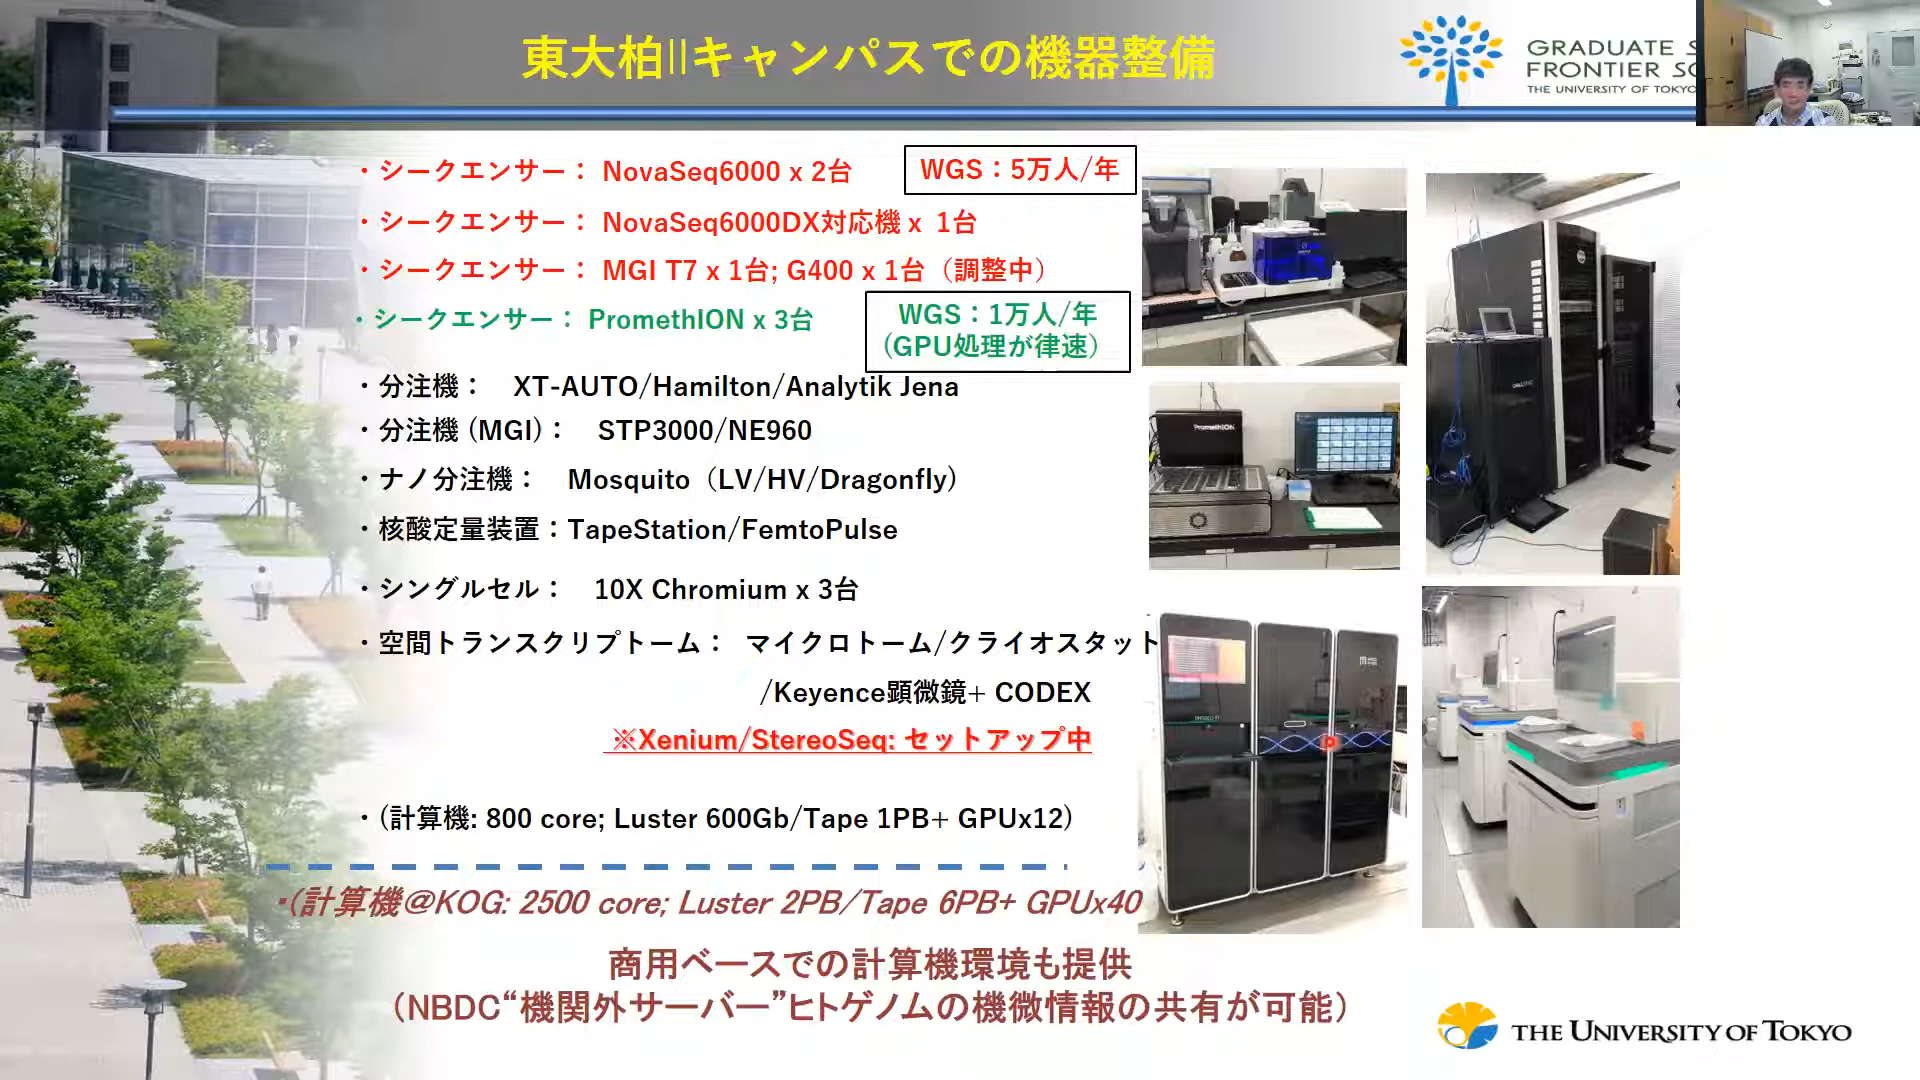 東大柏IIキャンパスでの機器整備
GRADUATE S
FRONTIER SC
THE UNIVERSITY OF TOKYO
・シークエンサー： NovaSeq6000 x 2台
WGS：5万人/年
・シークエンサー： NovaSeq6000DX対応機 x 1台
・シークエンサー： MGI T7 x 1台; G400 x 1台（調整中）
・シークエンサー： PromethION x 3台
WGS：1万人/年
(GPU処理が律速）
・分注機： XT-AUTO/Hamilton/Analytik Jena
・分注機 (MGI)： STP3000/NE960
・ナノ分注機： Mosquito（LV/HV/Dragonfly)
・核酸定量装置：TapeStation/FemtoPulse
・シングルセル： 10X Chromium x 3台
・空間トランスクリプトーム： マイクロトーム/クライオスタット
/Keyence顕微鏡+ CODEX
※Xenium/StereoSeq: セットアップ中
・(計算機: 800 core; Luster 600Gb/Tape 1PB+ GPUx12)
・(計算機@KOG: 2500 core; Luster 2PB/Tape 6PB+ GPUx40
商用ベースでの計算機環境も提供
（NBDC“機関外サーバー”ヒトゲノムの機微情報の共有が可能）
PromethION
THE UNIVERSITY OF TOKYO